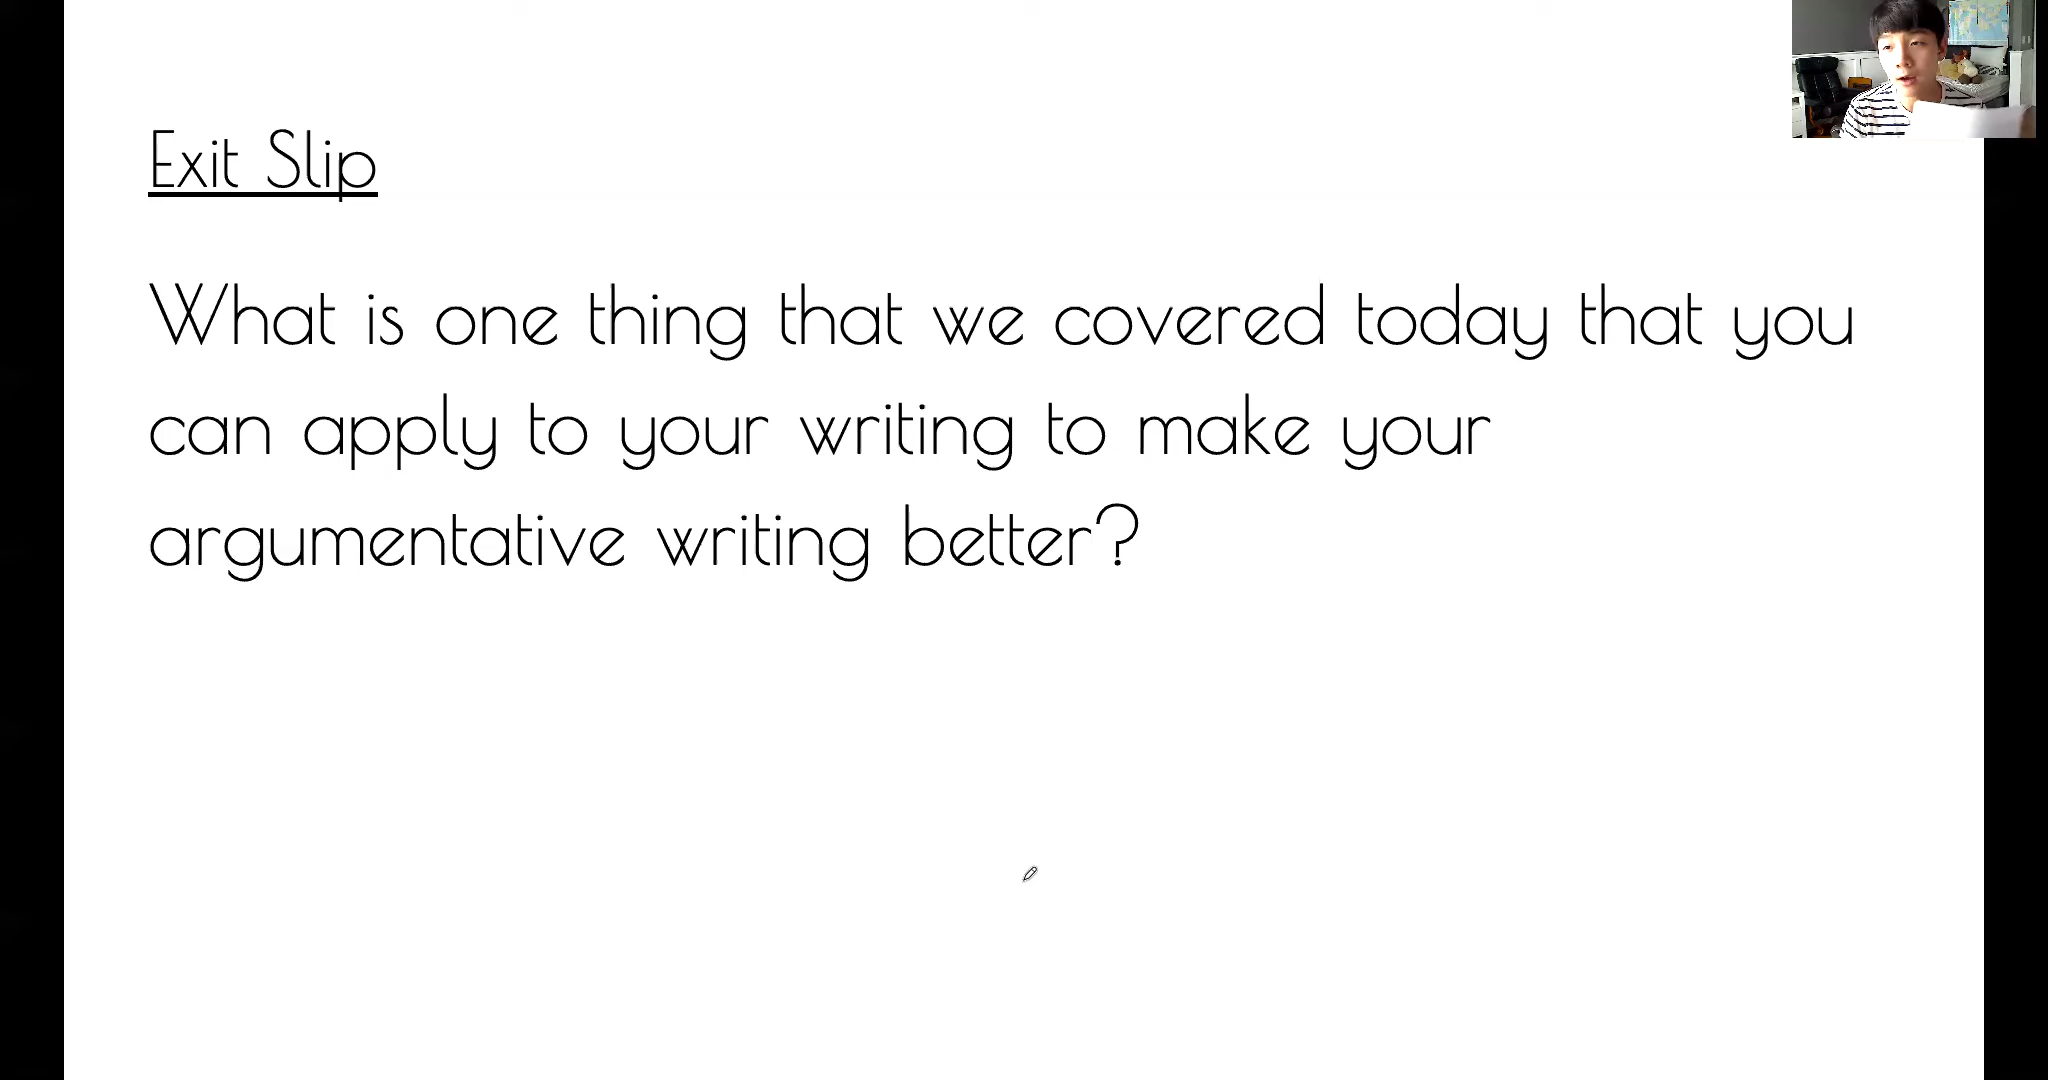 Exit Slip
What is one thing that we covered today that you
can apply to your writing to make your
argumentative writing better?